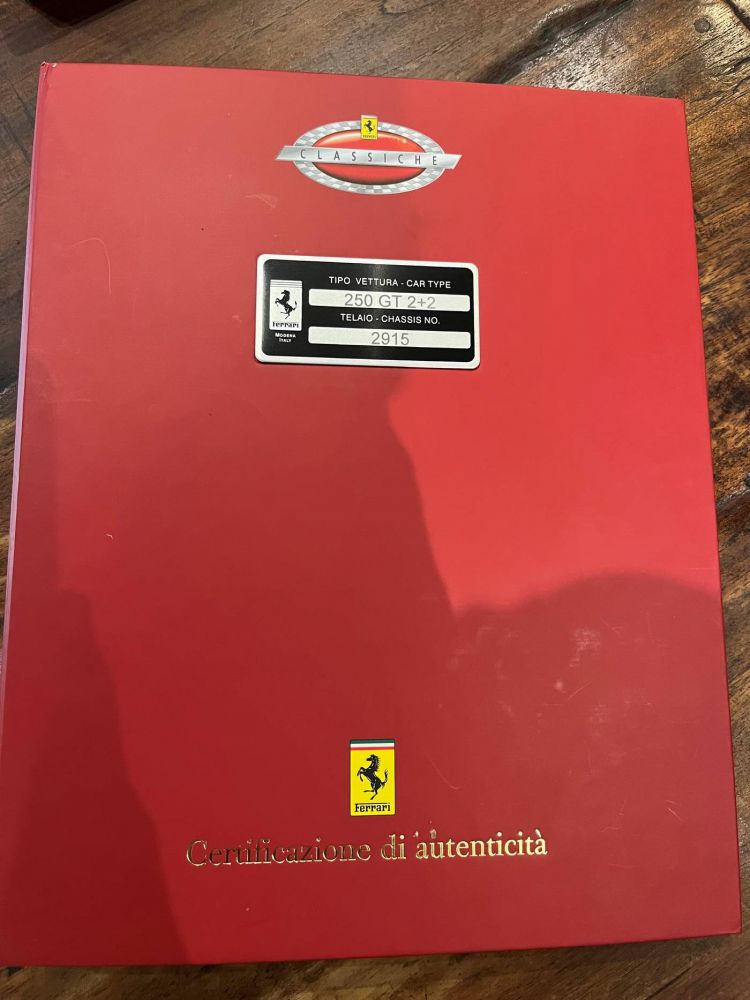 CLASSICHE
TIPO VETTURA - CAR TYPE
250 GT 2+2
TELAIO - CHASSIS NO.
2915
Ferrari
MODENA
ITALY
Ferrari
Certificazione di autenticità